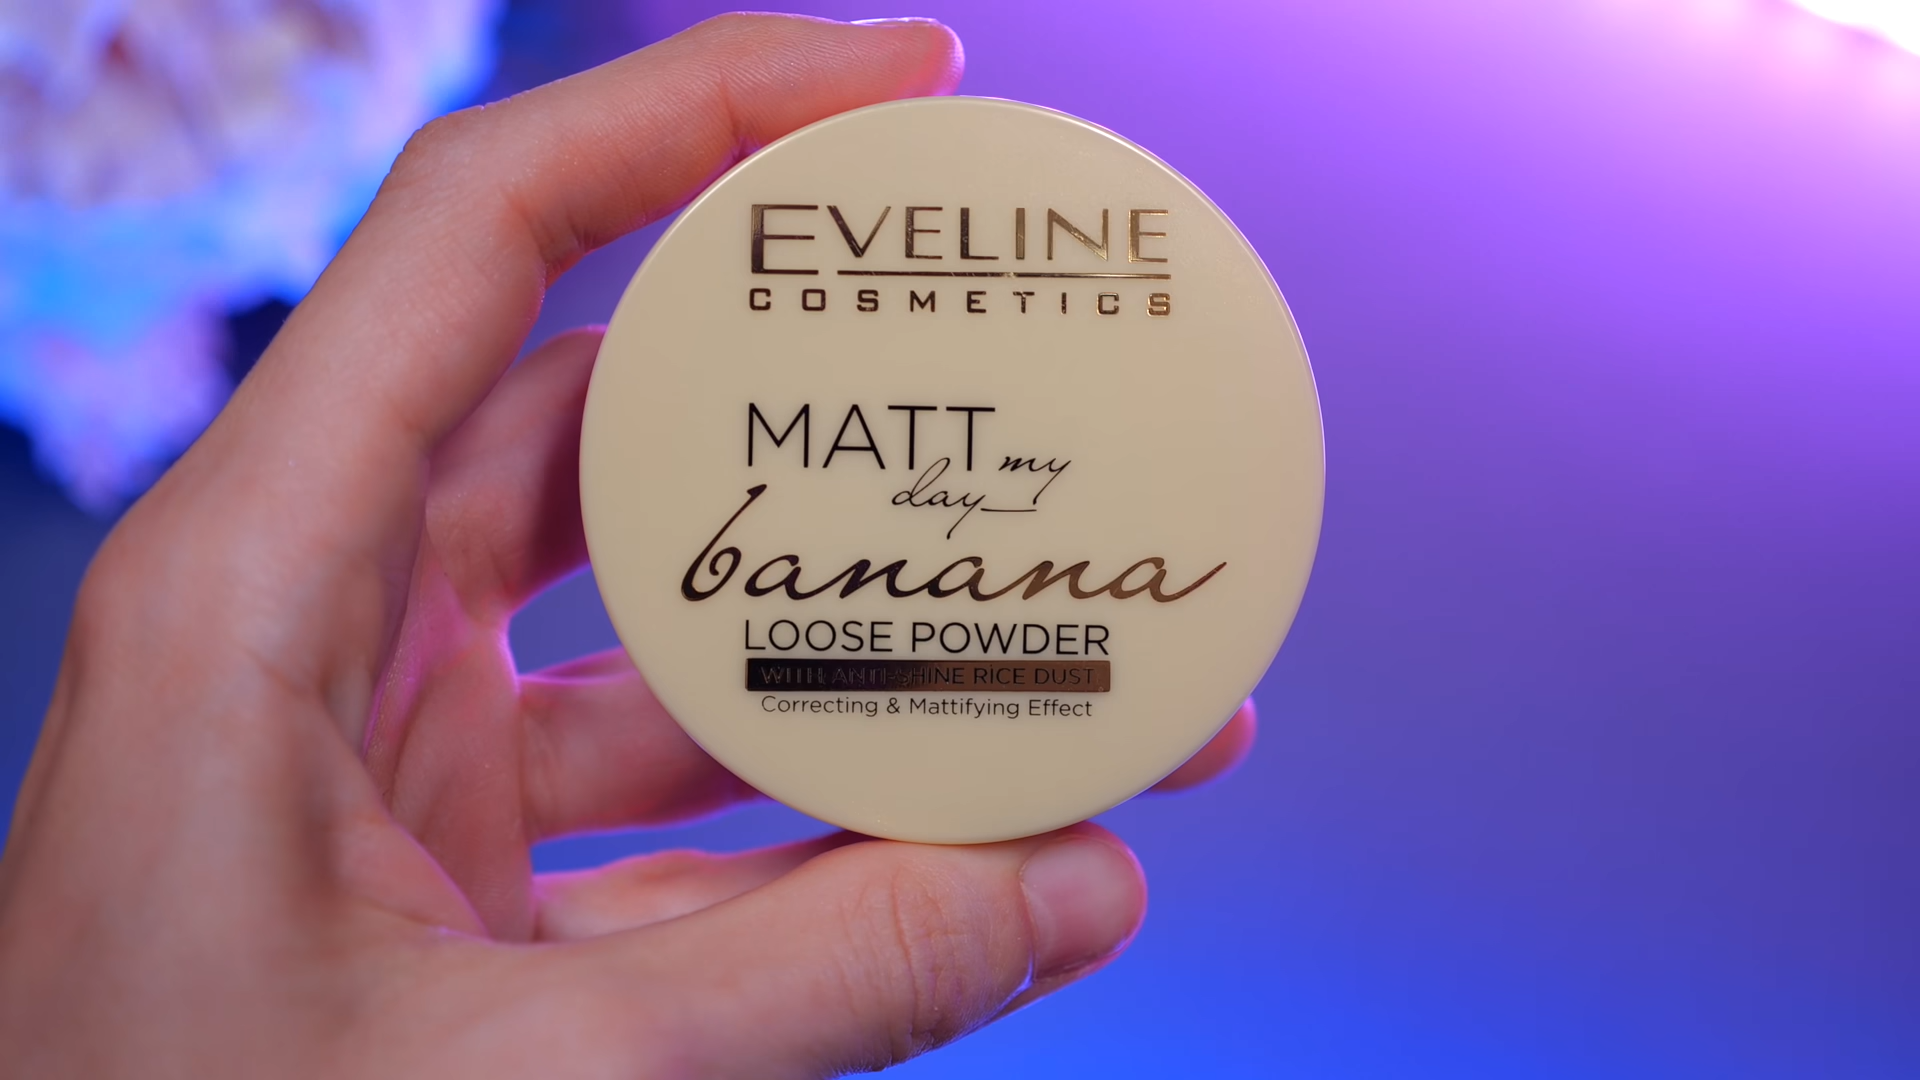 EVELINE
COSMETICS
MATT my
day
banana
LOOSE POWDER
WITH ANTI-SHINE RICE DUST
Correcting & Mattifying Effect